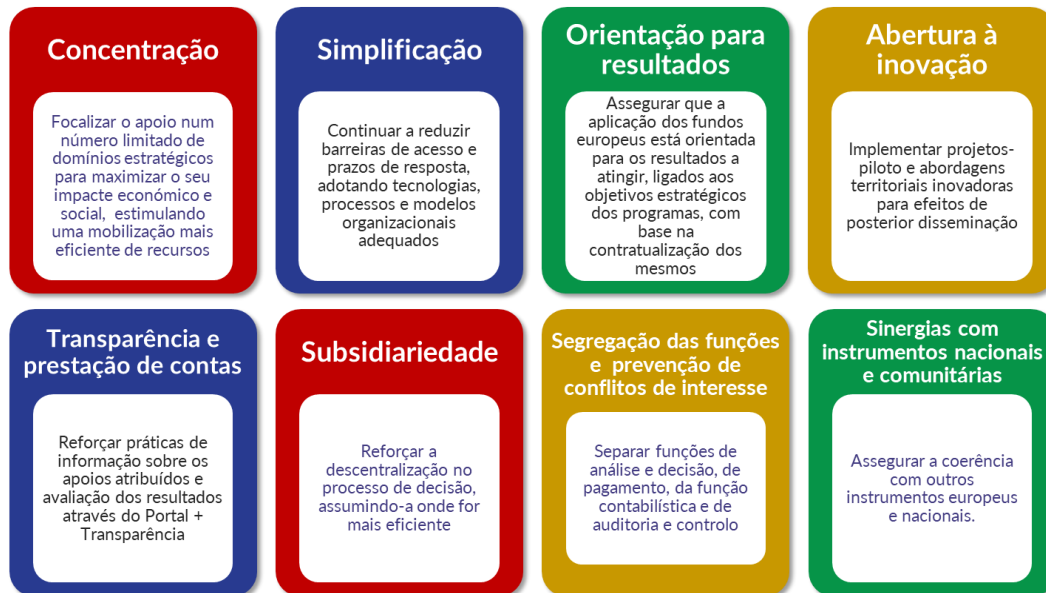 Concentração
Focalizar o apoio num
número limitado de
domínios estratégicos
para maximizar o seu
impacte económico e
social, estimulando
uma mobilização mais
eficiente de recursos
Simplificação
Continuar a reduzir
barreiras de acesso e
prazos de resposta,
adotando tecnologias,
processos e modelos
organizacionais
adequados
Orientação para
resultados
Assegurar que a
aplicação dos fundos
europeus está orientada
para os resultados a
atingir, ligados aos
objetivos estratégicos
dos programas, com
base na
contratualização dos
mesmos
Abertura à
inovação
Implementar projetos-
piloto e abordagens
territoriais inovadoras
para efeitos de
posterior disseminação
Transparência e
prestação de contas
Reforçar práticas de
informação sobre os
apoios atribuídos e
avaliação dos resultados
através do Portal +
Transparência
Subsidiariedade
Reforçar a
descentralização no
processo de decisão,
assumindo-a onde for
mais eficiente
Segregação das funções
e prevenção de
conflitos de interesse
Separar funções de
análise e decisão, de
pagamento, da função
contabilística e de
auditoria e controlo
Sinergias com
instrumentos nacionais
e comunitárias
Assegurar a coerência
com outros
instrumentos europeus
e nacionais.